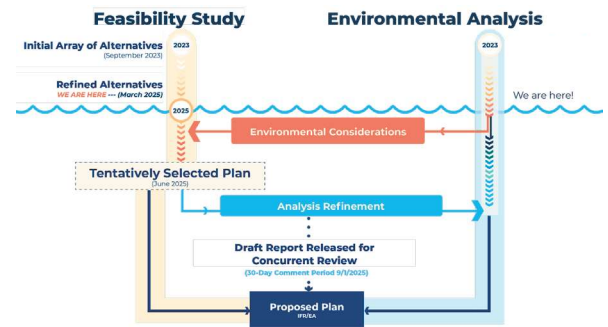 Feasibility Study
Environmental Analysis
Initial Array of Alternatives
(September 2023)
2023
2023
Refined Alternatives
WE ARE HERE --- (March 2025)
We are here!
2025
Environmental Considerations
Tentatively Selected Plan
(June 2025)
Analysis Refinement
Draft Report Released for
Concurrent Review
(30-Day Comment Period 9/1/2025)
Proposed Plan
IFR/EA